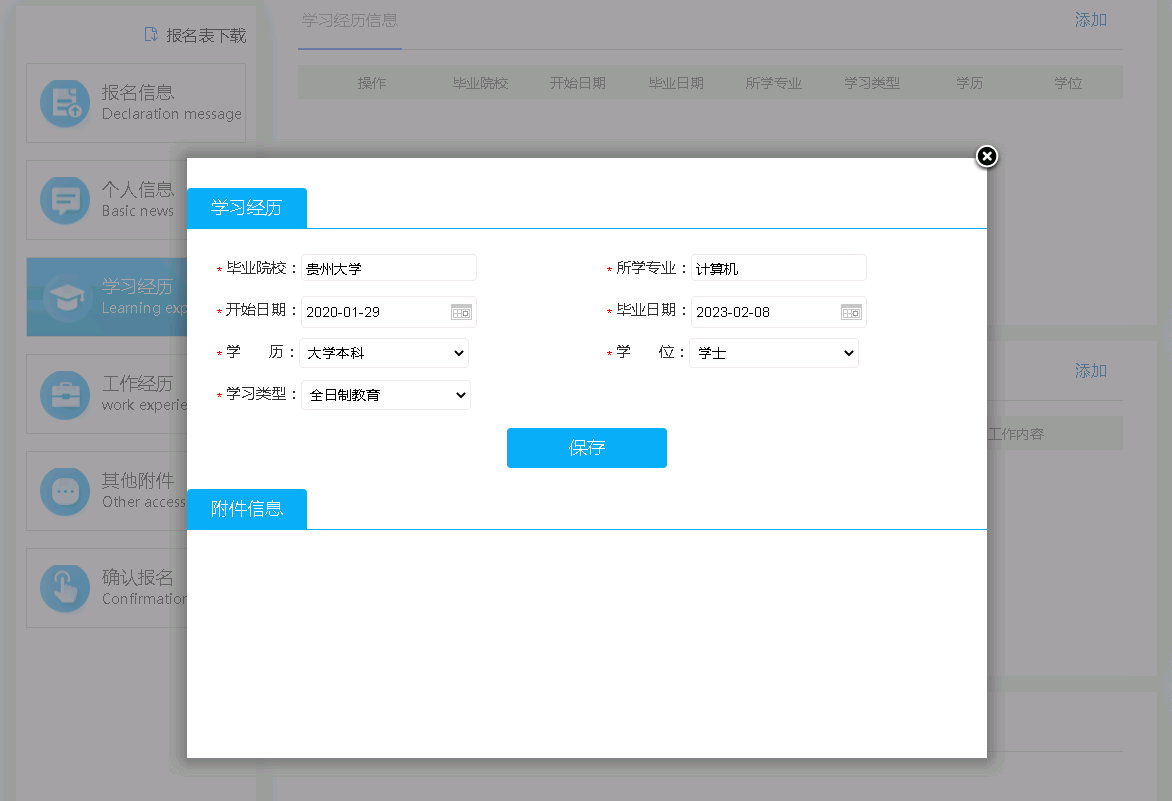 报名表下载
报名信息
Declaration message
个人信息
Basic news
学习经历
Learning exp
工作经历
work experie
其他附件
Other access
确认报名
Confirmation
学习经历信息
添加
操作 毕业院校 开始日期 毕业日期 所学专业 学习类型 学历 学位
添加
工作内容
学习经历
*毕业院校： 贵州大学 *所学专业： 计算机
*开始日期： 2020-01-29 *毕业日期： 2023-02-08
*学 历： 大学本科 *学 位： 学士
*学习类型： 全日制教育
保存
附件信息